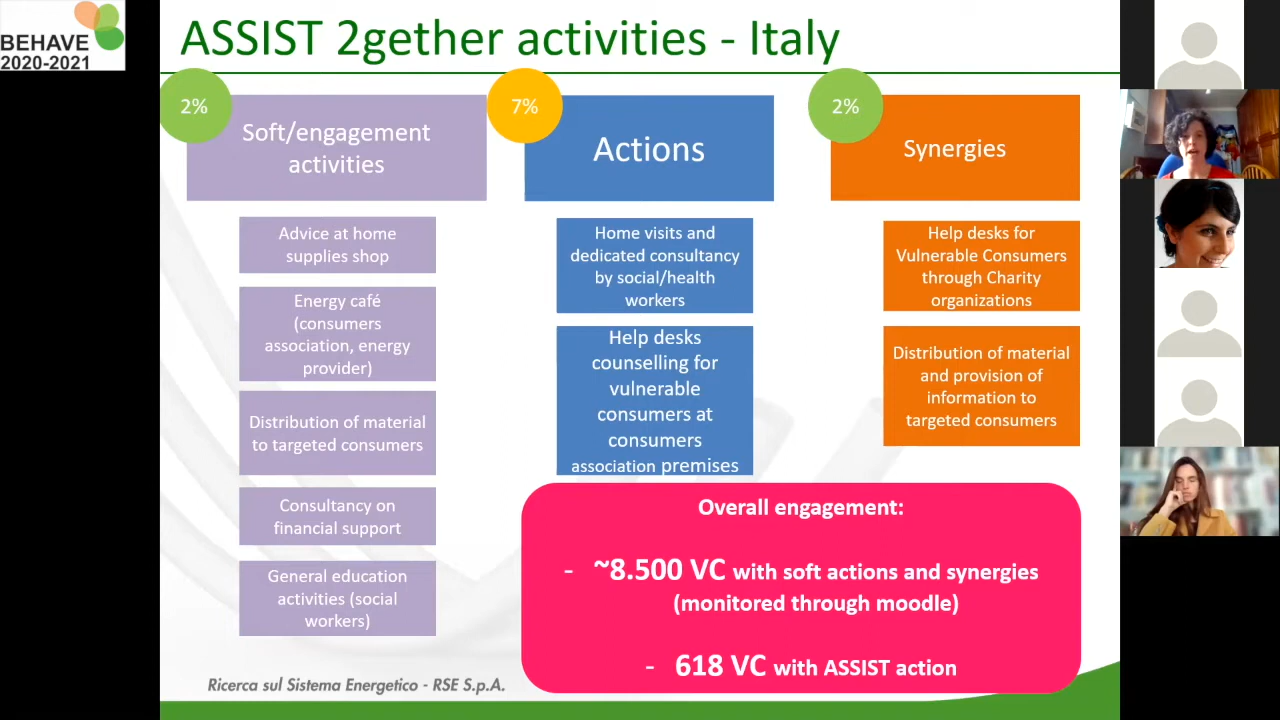 BEHAVE
2020-2021
ASSIST 2gether activities - Italy
2%
Soft/engagement
activities
Advice at home
supplies shop
Energy café
(consumers
association, energy
provider)
Distribution of material
to targeted consumers
Consultancy on
financial support
General education
activities (social
workers)
7%
Actions
Home visits and
dedicated consultancy
by social/health
workers
Help desks
counselling for
vulnerable
consumers at
consumers
association premises
2%
Synergies
Help desks for
Vulnerable Consumers
through Charity
organizations
Distribution of material
and provision of
information to
targeted consumers
Overall engagement:
- ~8.500 VC with soft actions and synergies
(monitored through moodle)
- 618 VC with ASSIST action
Ricerca sul Sistema Energetico - RSE S.p.A.